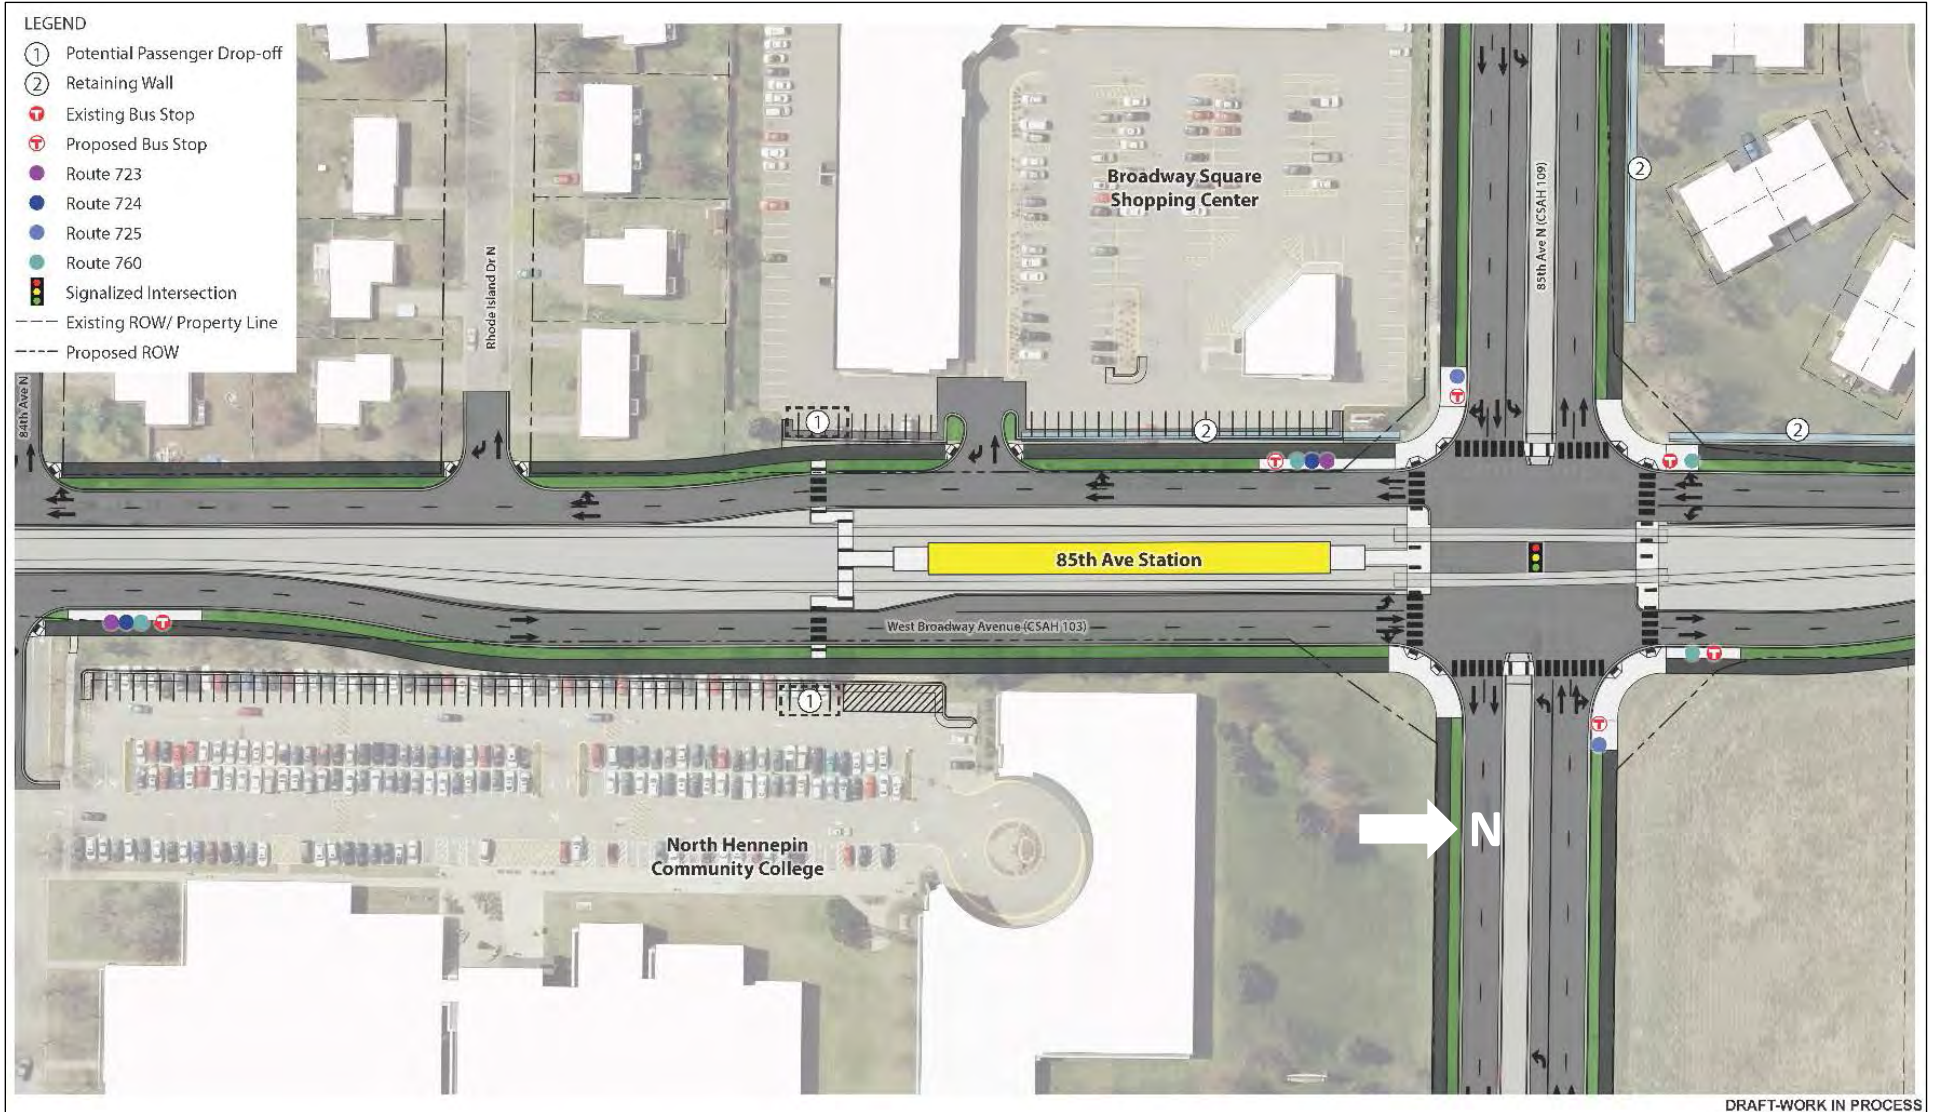 LEGEND
1 Potential Passenger Drop-off
2 Retaining Wall
T Existing Bus Stop
T Proposed Bus Stop
Route 723
Route 724
Route 725
Route 760
Signalized Intersection
Existing ROW/ Property Line
Proposed ROW
84th Ave N
Rhode Island Dr N
Broadway Square
Shopping Center
85th Ave N (CSAH 109)
2
1
2
2
T
T
T
85th Ave Station
T
West Broadway Avenue (CSAH 103)
T
1
T
N
North Hennepin
Community College
DRAFT-WORK IN PROCESS